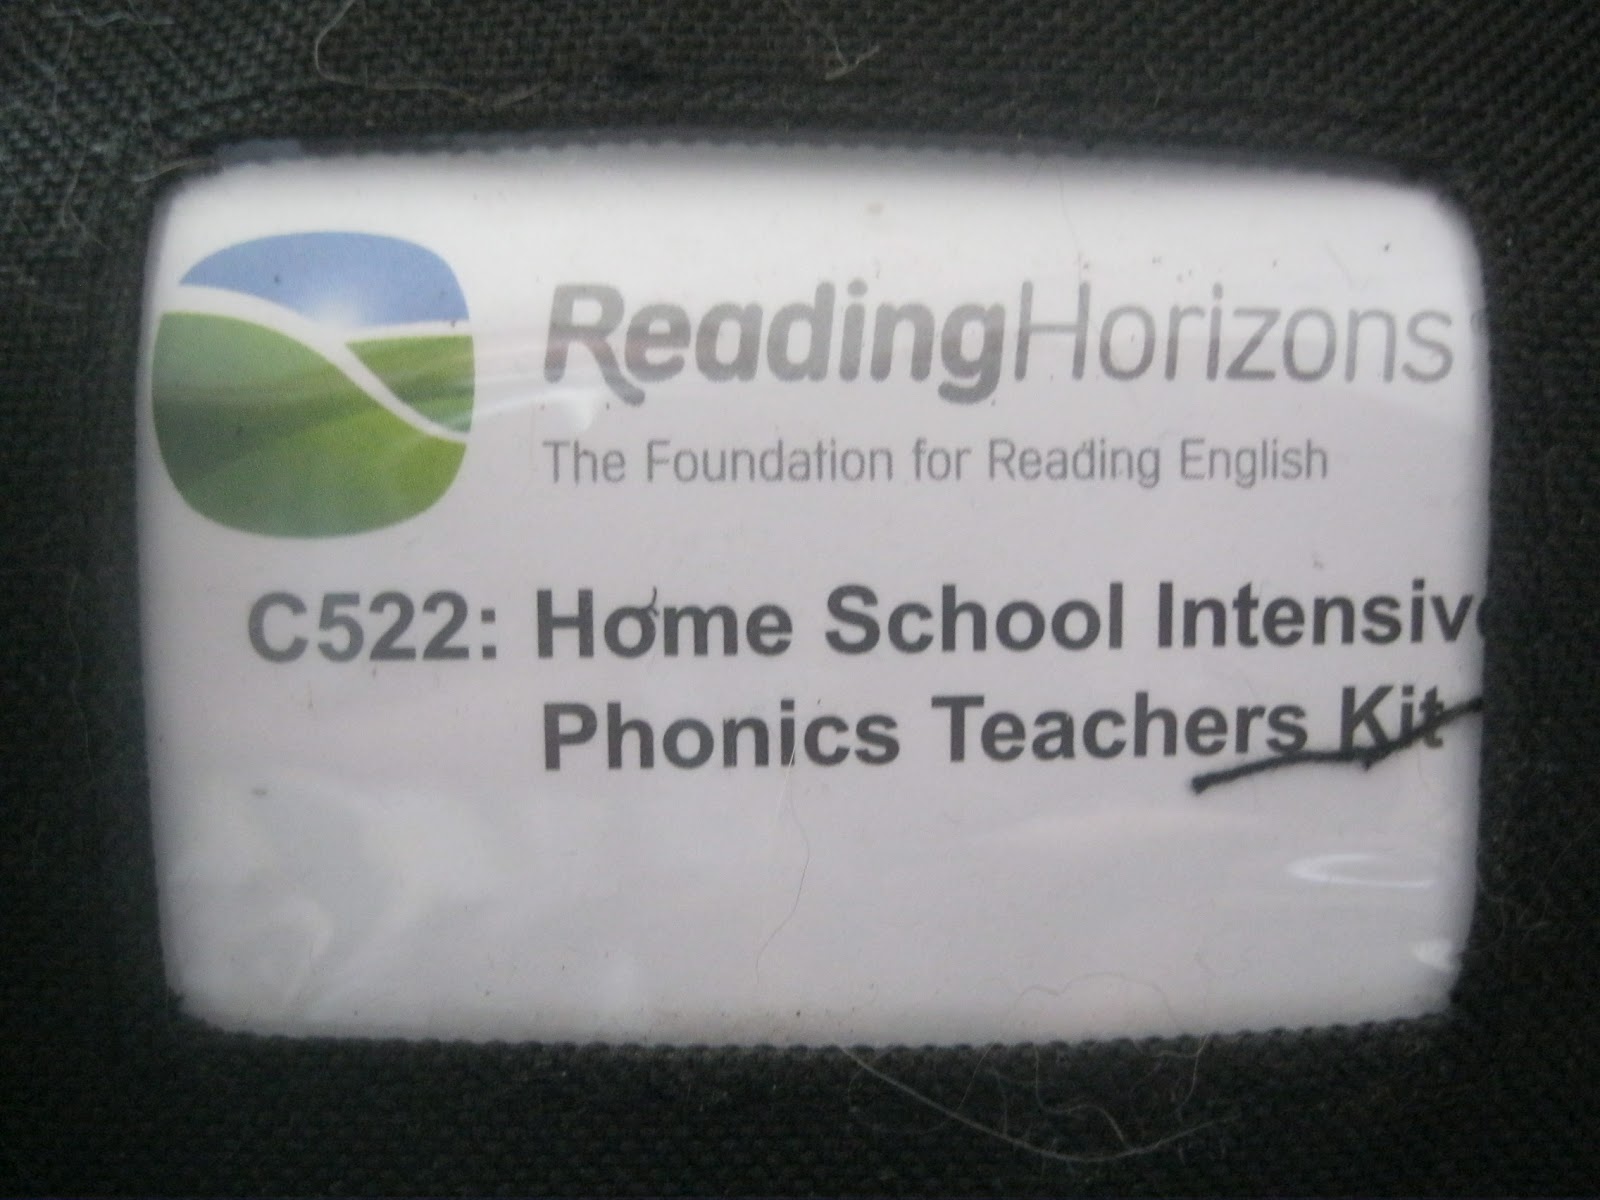 ReadingHorizons
The Foundation for Reading English
C522: Home School Intensive
Phonics Teachers Kit